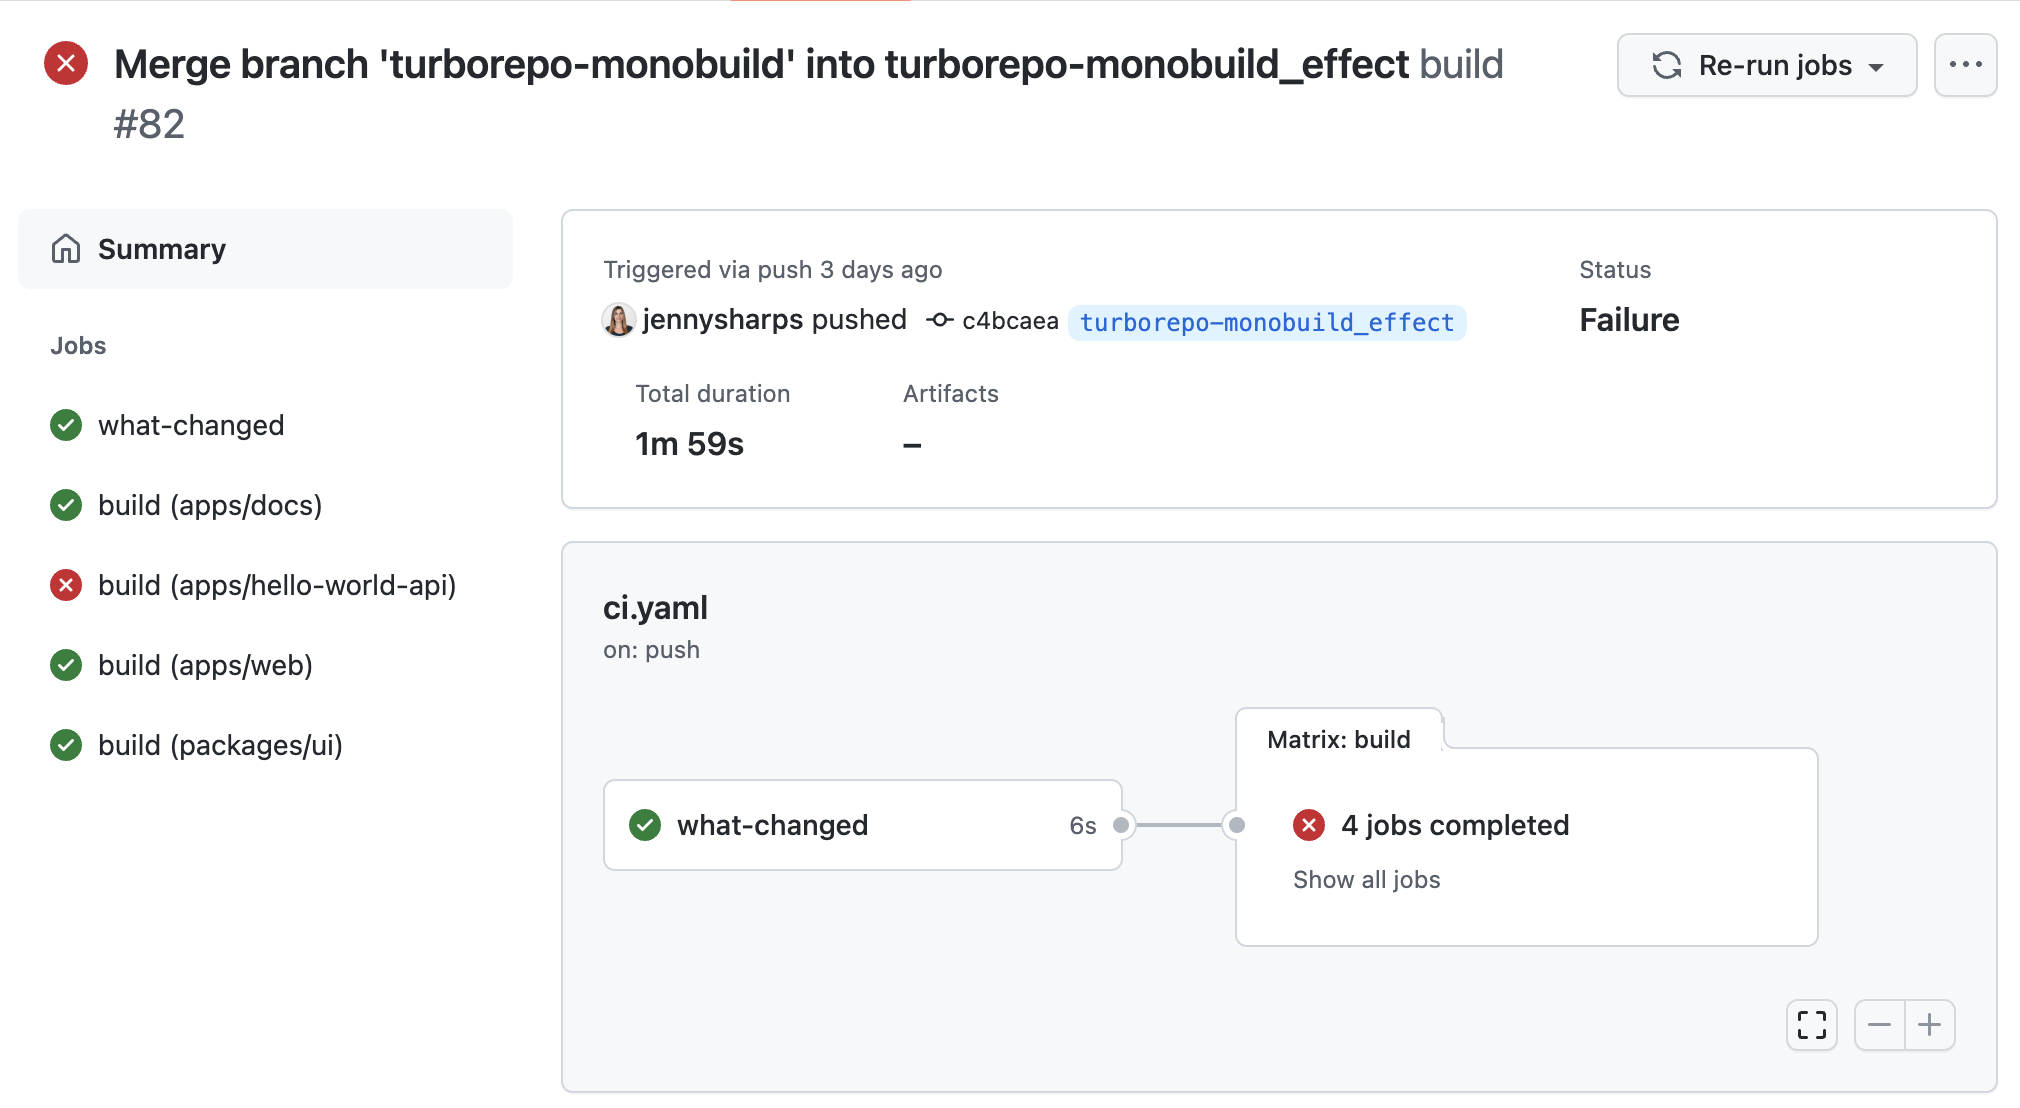 Merge branch 'turborepo-monobuild' into turborepo-monobuild_effect build
#82
Re-run jobs
Summary
Jobs
what-changed
build (apps/docs)
build (apps/hello-world-api)
build (apps/web)
build (packages/ui)
Triggered via push 3 days ago
jennysharps pushed c4bcaea turborepo-monobuild_effect
Status
Failure
Total duration
1m 59s
Artifacts
–
ci.yaml
on: push
what-changed 6s
Matrix: build
4 jobs completed
Show all jobs